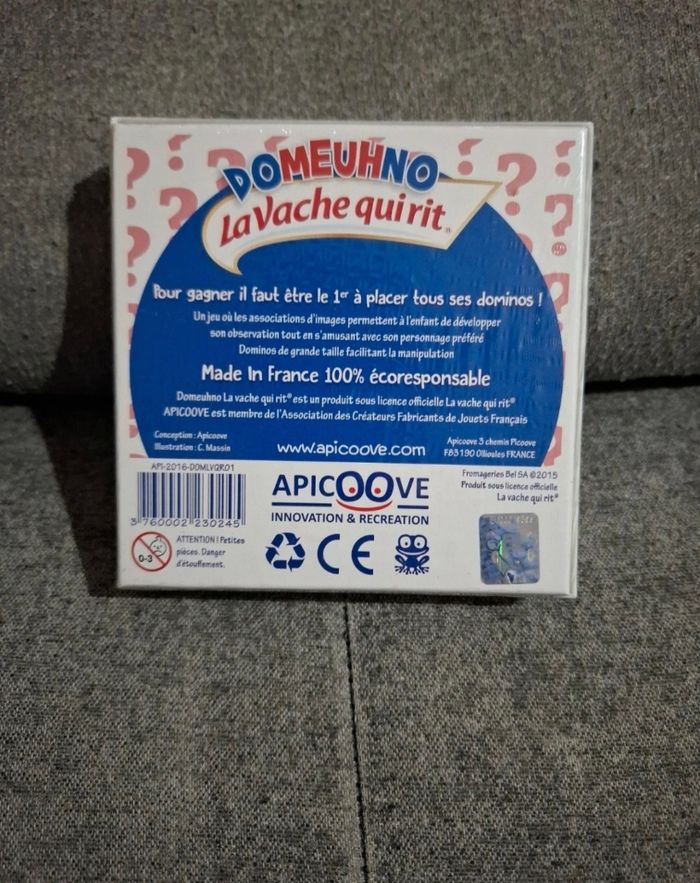 DOMEUHNO
La Vache qui rit®
Pour gagner il faut être le 1er à placer tous ses dominos !
Un jeu où les associations d'images permettent à l'enfant de développer
son observation tout en s'amusant avec son personnage préféré
Dominos de grande taille facilitant la manipulation
Made In France 100% écoresponsable
Domeuhno La vache qui rit® est un produit sous licence officielle La vache qui rit®
APICOOVE est membre de l'Association des Créateurs Fabricants de Jouets Français
Conception : Apicoove
Illustration : C. Massin
www.apicoove.com
Apicoove 3 chemin Picoove
F83190 Ollioules FRANCE
API-2016-DOMLVQR01
3 760002 230245
Fromageries Bel SA ©2015
Produit sous licence officielle
La vache qui rit®
APICOOVE
INNOVATION & RECREATION
0-3
ATTENTION ! Petites
pièces. Danger
d'étouffement.
CE